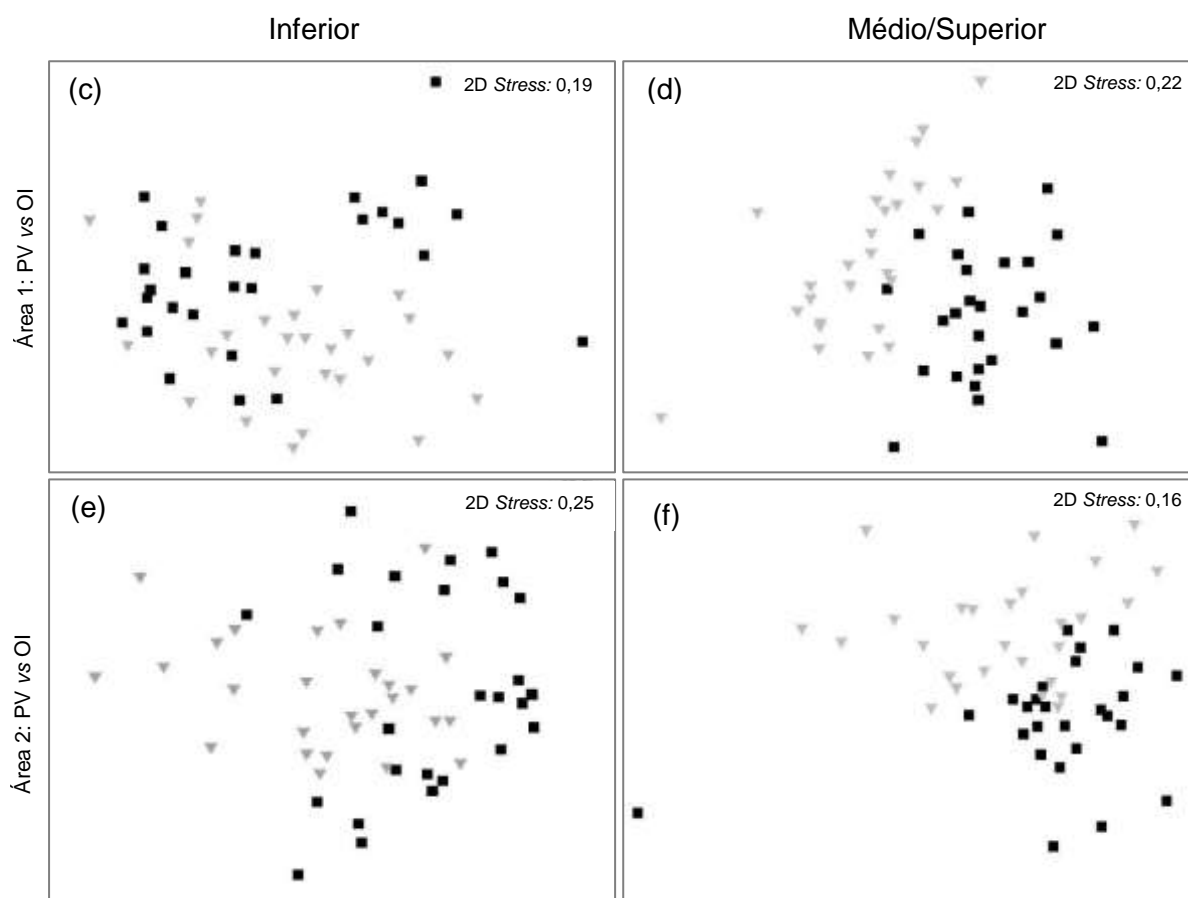 Inferior
Médio/Superior
Área 1: PV vs OI
(c)
2D Stress: 0,19
(d)
2D Stress: 0,22
Área 2: PV vs OI
(e)
2D Stress: 0,25
(f)
2D Stress: 0,16